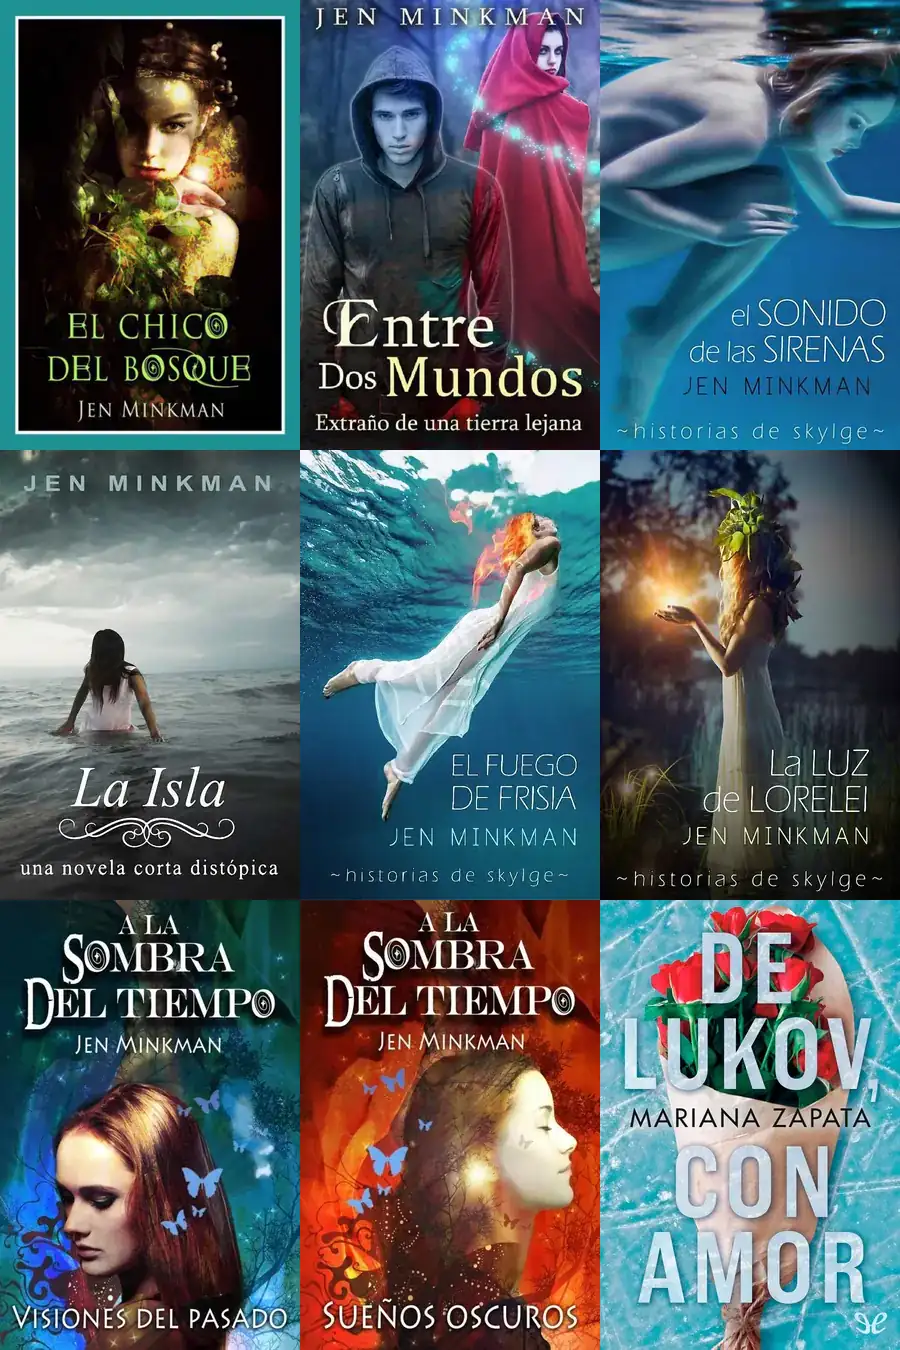 EL CHICO
DEL BOSQUE
JEN MINKMAN
JEN MINKMAN
Entre
Dos Mundos
Extraño de una tierra lejana
el SONIDO
de las SIRENAS
JEN MINKMAN
~historias de skylge~
JEN MINKMAN
La Isla
una novela corta distópica
EL FUEGO
DE FRISIA
JEN MINKMAN
~historias de skylge~
La LUZ
de LORELEI
JEN MINKMAN
~historias de skylge~
A LA
SOMBRA
DEL TIEMPO
JEN MINKMAN
VISIONES DEL PASADO
A LA
SOMBRA
DEL TIEMPO
JEN MINKMAN
SUEÑOS OSCUROS
DE
LUKOV,
MARIANA ZAPATA
CON
AMOR